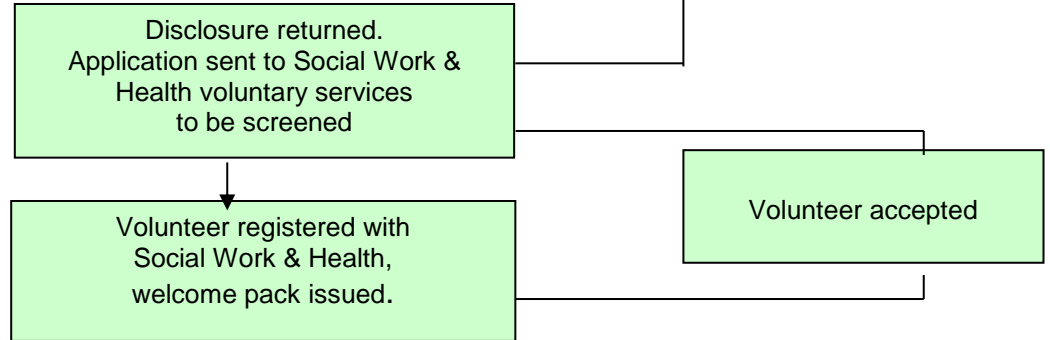 Disclosure returned.
Application sent to Social Work &
Health voluntary services
to be screened
Volunteer accepted
Volunteer registered with
Social Work & Health,
welcome pack issued.